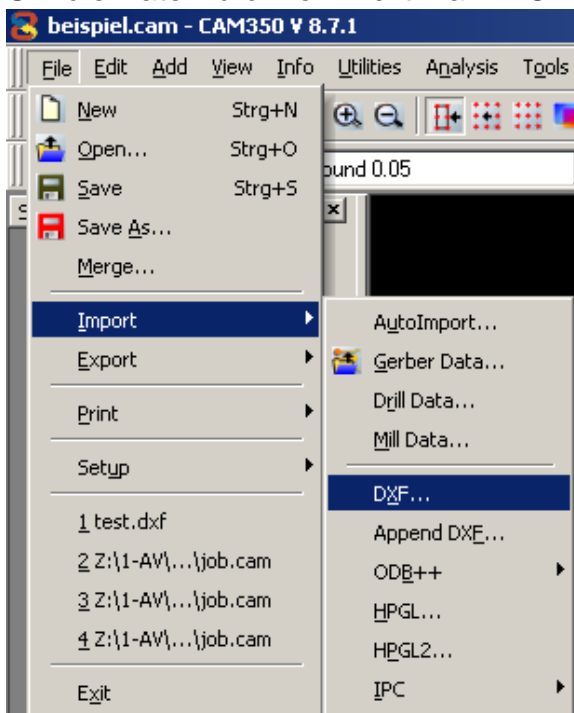 beispiel.cam - CAM350 V 8.7.1
File Edit Add View Info Utilities Analysis Tools
New Strg+N
Open... Strg+O
ound 0.05
Save Strg+S
Save As...
Merge...
Import
AutoImport...
Export
Gerber Data...
Drill Data...
Print
Mill Data...
Setup
DXF...
1 test.dxf
Append DXF...
2 Z:\1-AV\...\job.cam
ODB++
3 Z:\1-AV\...\job.cam
HPGL...
4 Z:\1-AV\...\job.cam
HPGL2...
Exit
IPC